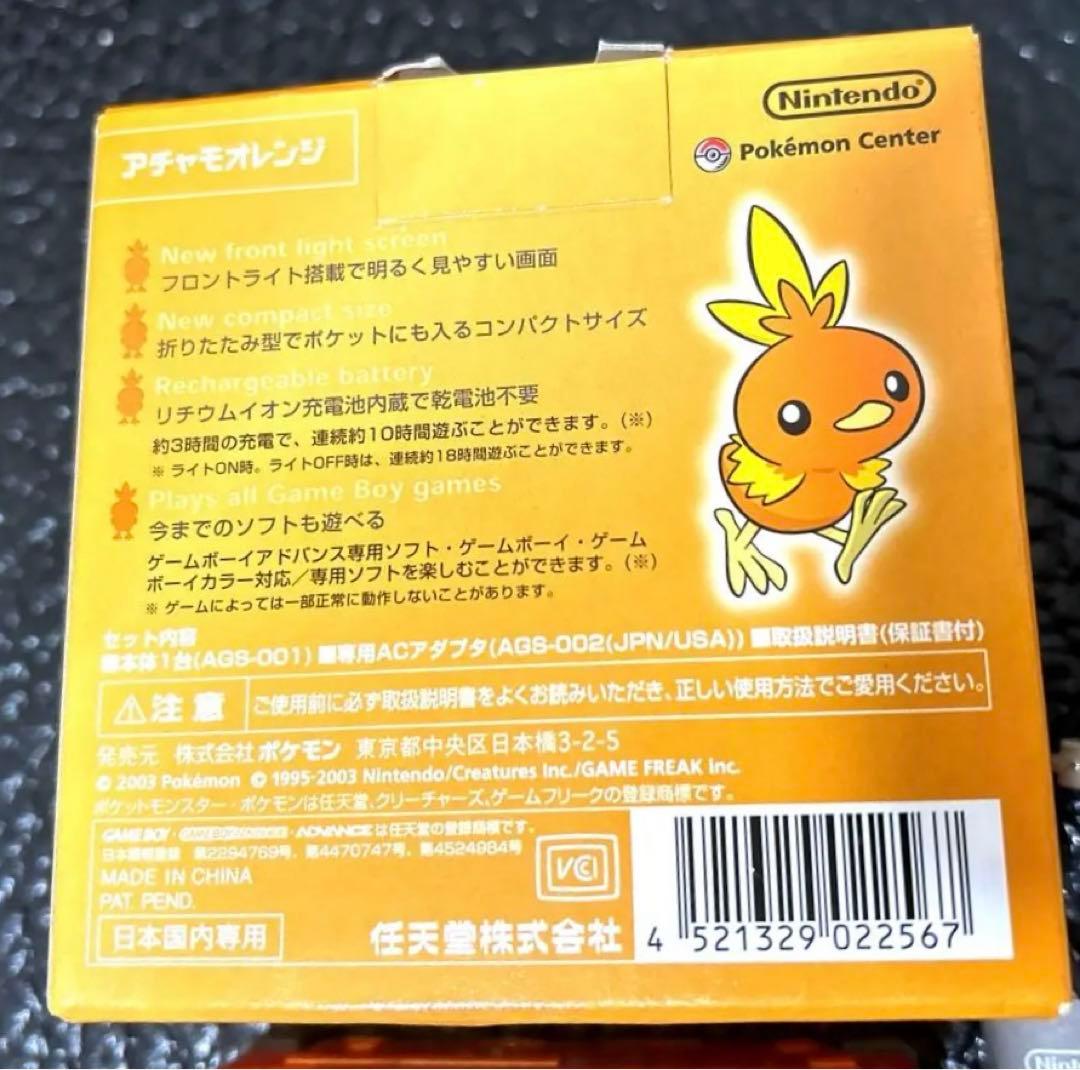 アチャモオレンジ
Nintendo®
Pokémon Center
New front light screen
フロントライト搭載で明るく見やすい画面
New compact size
折りたたみ型でポケットにも入るコンパクトサイズ
Rechargeable battery
リチウムイオン充電池内蔵で乾電池不要
約3時間の充電で、連続約10時間遊ぶことができます。(※)
※ ライトON時。ライトOFF時は、連続約18時間遊ぶことができます。
Plays all Game Boy games
今までのソフトも遊べる
ゲームボーイアドバンス専用ソフト・ゲームボーイ・ゲーム
ボーイカラー対応／専用ソフトを楽しむことができます。(※)
※ ゲームによっては一部正常に動作しないことがあります。
セット内容
■本体1台(AGS-001) ■専用ACアダプタ(AGS-002(JPN/USA)) ■取扱説明書(保証書付)
⚠注意 ご使用前に必ず取扱説明書をよくお読みいただき、正しい使用方法でご愛用ください。
発売元 株式会社ポケモン 東京都中央区日本橋3-2-5
© 2003 Pokémon © 1995-2003 Nintendo/Creatures Inc./GAME FREAK inc.
ポケットモンスター・ポケモンは任天堂、クリーチャーズ、ゲームフリークの登録商標です。
GAME BOY・GAME BOY ADVANCE・ADVANCEは任天堂の登録商標です。
第2294769号, 第4470747号, 第4524984号
MADE IN CHINA
PAT. PEND.
VCI
日本国内専用
任天堂株式会社
4 521329 022567